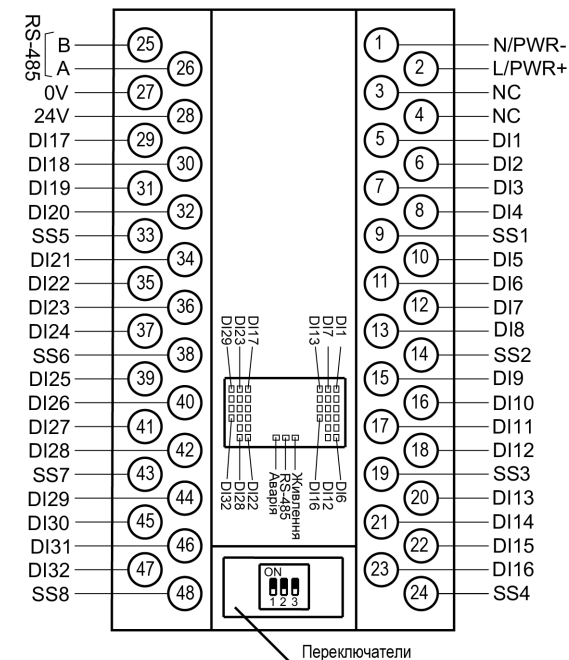 RS-485
B 25
A 26
0V 27
24V 28
DI17 29
DI18 30
DI19 31
DI20 32
SS5 33
DI21 34
DI22 35
DI23 36
DI24 37
SS6 38
DI25 39
DI26 40
DI27 41
DI28 42
SS7 43
DI29 44
DI30 45
DI31 46
DI32 47
SS8 48
DI29 DI23 DI17
DI13 DI7 DI1
DI32 DI28 DI22
Аварія
RS-485
Живлення
DI16 DI12 DI6
ON
1 2 3
1 N/PWR-
2 L/PWR+
3 NC
4 NC
5 DI1
6 DI2
7 DI3
8 DI4
9 SS1
10 DI5
11 DI6
12 DI7
13 DI8
14 SS2
15 DI9
16 DI10
17 DI11
18 DI12
19 SS3
20 DI13
21 DI14
22 DI15
23 DI16
24 SS4
Переключатели